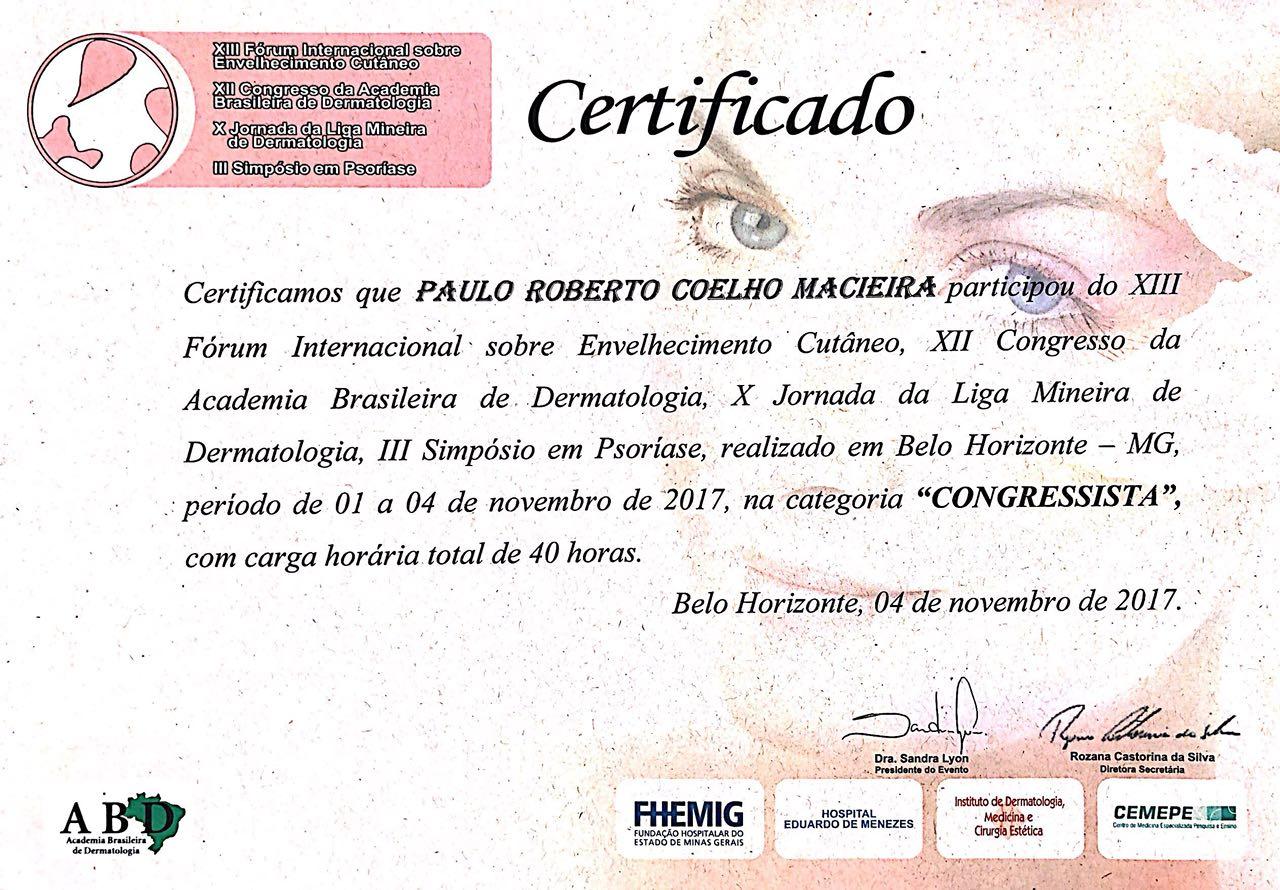 XIII Fórum Internacional sobre
Envelhecimento Cutâneo
XII Congresso da Academia
Brasileira de Dermatologia
X Jornada da Liga Mineira
de Dermatologia
III Simpósio em Psoríase
Certificado
Certificamos que PAULO ROBERTO COELHO MACIEIRA participou do XIII
Fórum Internacional sobre Envelhecimento Cutâneo, XII Congresso da
Academia Brasileira de Dermatologia, X Jornada da Liga Mineira de
Dermatologia, III Simpósio em Psoríase, realizado em Belo Horizonte – MG,
período de 01 a 04 de novembro de 2017, na categoria “CONGRESSISTA”,
com carga horária total de 40 horas.
Belo Horizonte, 04 de novembro de 2017.
Dra. Sandra Lyon
Presidente do Evento
Rozana Castorina da Silva
Diretora Secretária
ABD
Academia Brasileira
de Dermatologia
FHEMIG
FUNDAÇÃO HOSPITALAR DO
ESTADO DE MINAS GERAIS
HOSPITAL
EDUARDO DE MENEZES
Instituto de Dermatologia,
Medicina e
Cirurgia Estética
CEMEPE
Centro de Medicina Especializada Pesquisa e Ensino